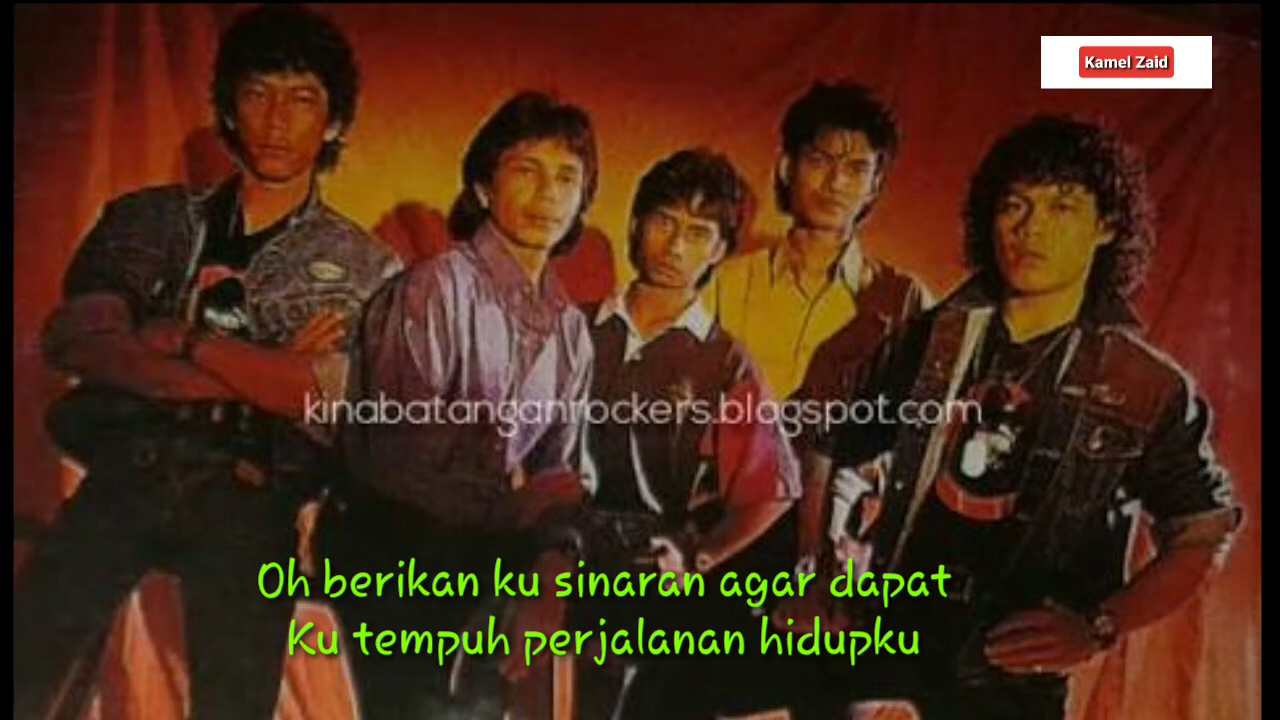 Kamel Zaid
kinabatanganrockers.blogspot.com
Oh berikan ku sinaran agar dapat
Ku tempuh perjalanan hidupku